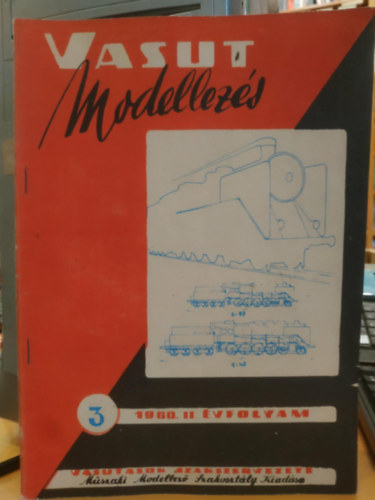 VASUT
Modellezés
3
1960. II ÉVFOLYAM
VASUTASOK SZAKSZERVEZETE
Műszaki Modellező Szakosztály Kiadása